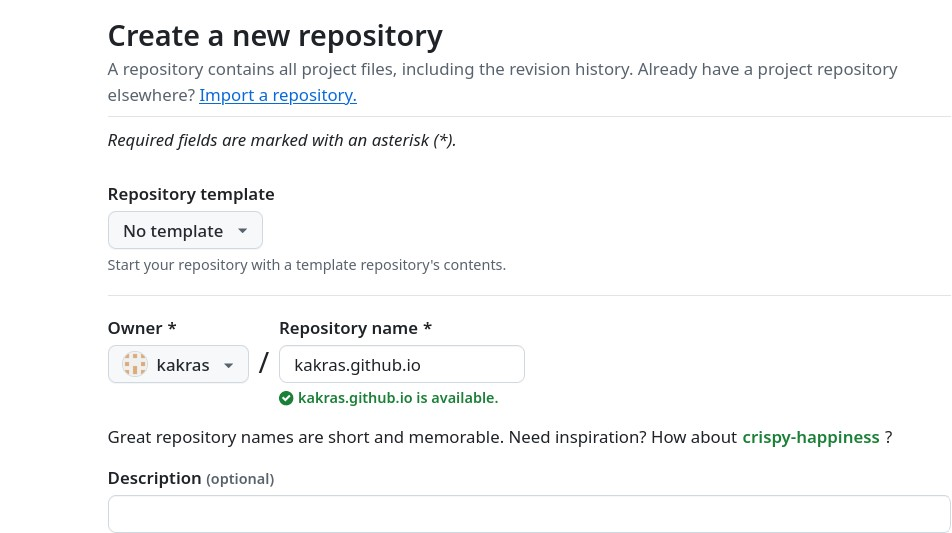 Create a new repository
A repository contains all project files, including the revision history. Already have a project repository
elsewhere? Import a repository.
Required fields are marked with an asterisk (*).
Repository template
No template
Start your repository with a template repository's contents.
Owner * Repository name *
kakras / kakras.github.io
kakras.github.io is available.
Great repository names are short and memorable. Need inspiration? How about crispy-happiness ?
Description (optional)